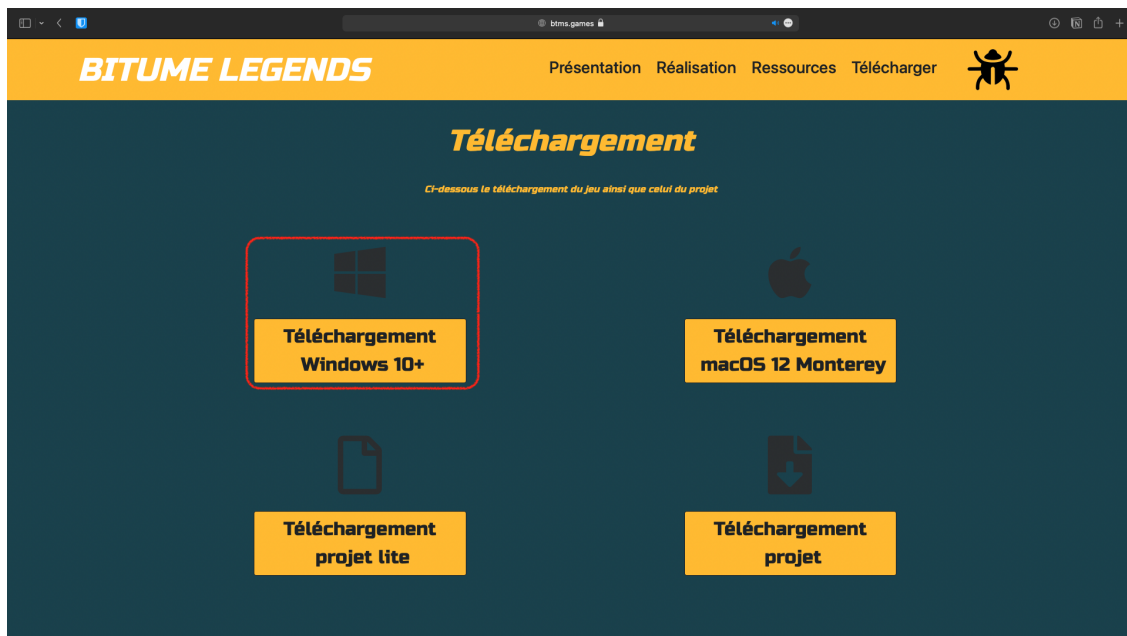 btms.games
BITUME LEGENDS
Présentation Réalisation Ressources Télécharger
Téléchargement
Ci-dessous le téléchargement du jeu ainsi que celui du projet
Téléchargement
Windows 10+
Téléchargement
macOS 12 Monterey
Téléchargement
projet lite
Téléchargement
projet